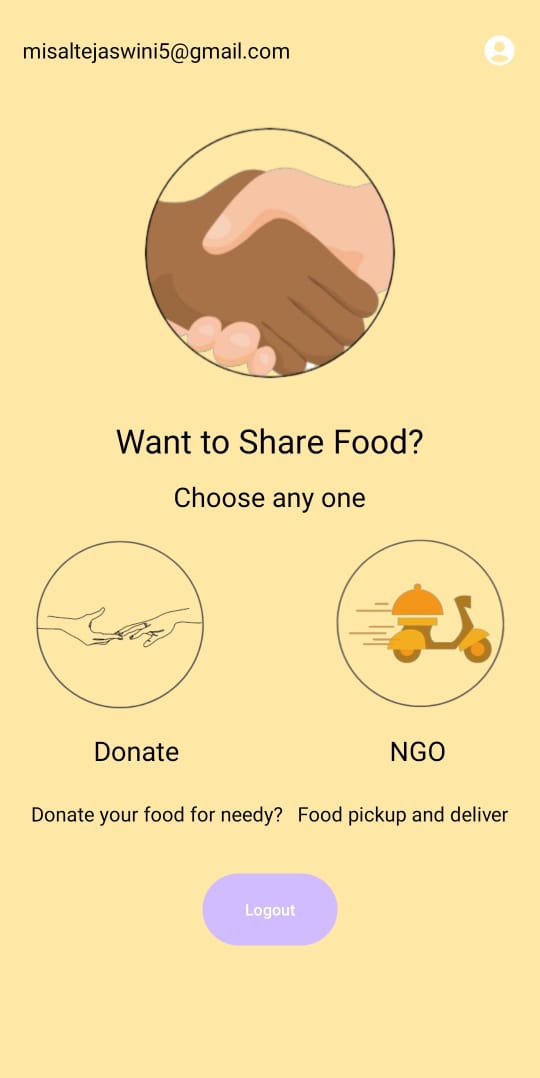 misaltejaswini5@gmail.com
Want to Share Food?
Choose any one
Donate
NGO
Donate your food for needy?
Food pickup and deliver
Logout